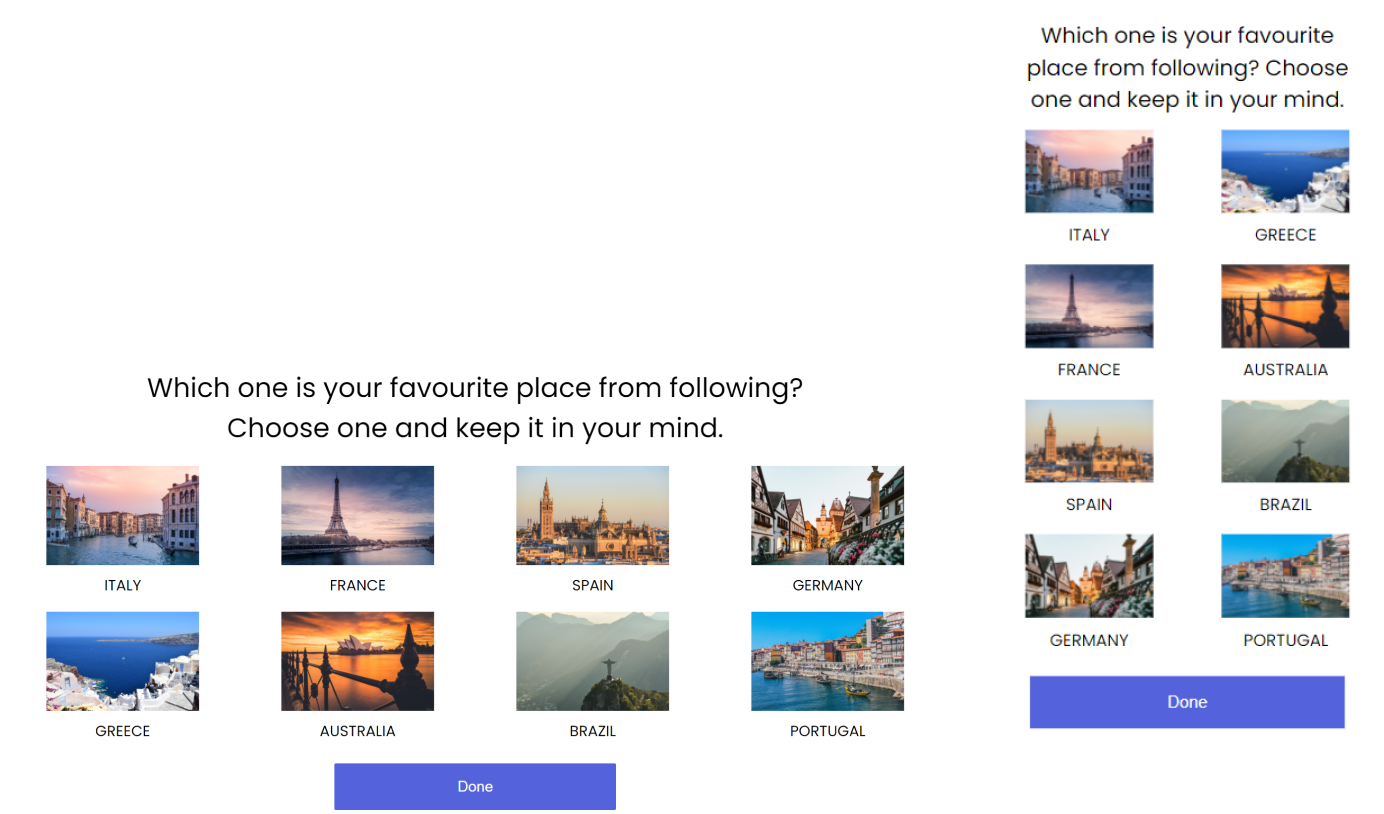 Which one is your favourite place from following?
Choose one and keep it in your mind.
ITALY
FRANCE
SPAIN
GERMANY
GREECE
AUSTRALIA
BRAZIL
PORTUGAL
Done
Which one is your favourite
place from following? Choose
one and keep it in your mind.
ITALY
GREECE
FRANCE
AUSTRALIA
SPAIN
BRAZIL
GERMANY
PORTUGAL
Done